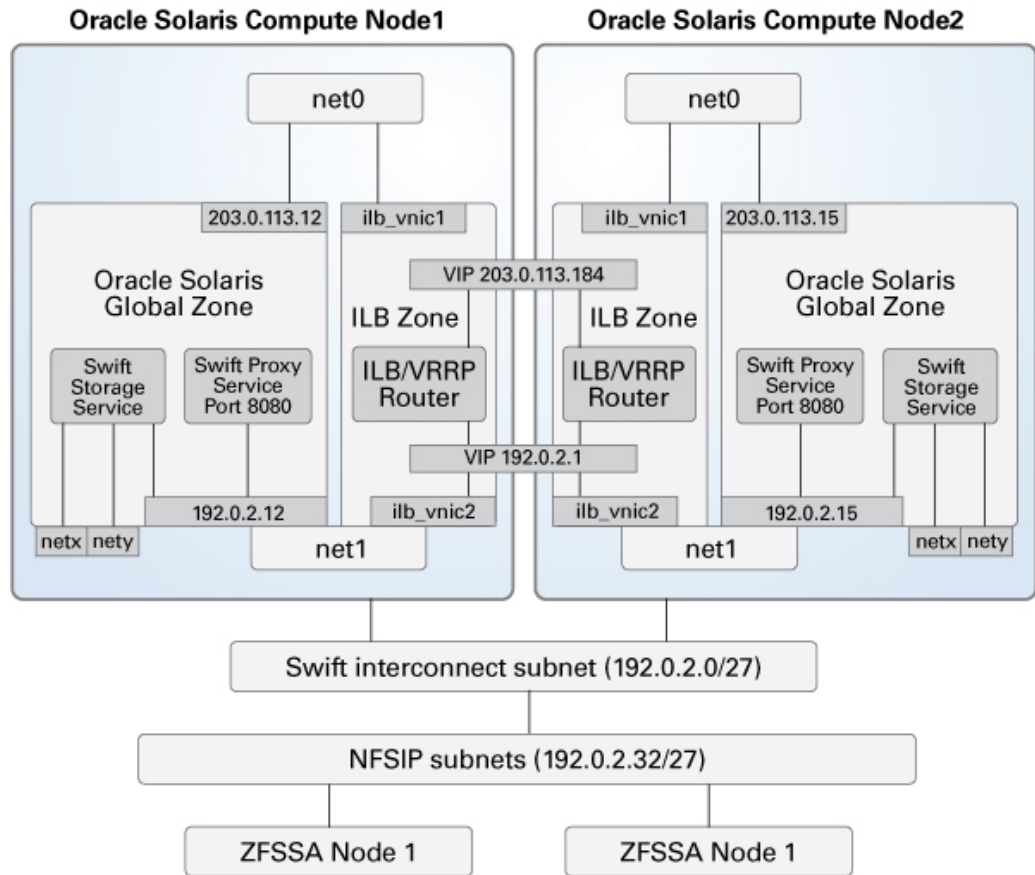 Oracle Solaris Compute Node1
Oracle Solaris Compute Node2
net0
net0
203.0.113.12
ilb_vnic1
ilb_vnic1
203.0.113.15
VIP 203.0.113.184
Oracle Solaris
Global Zone
ILB Zone
ILB Zone
Oracle Solaris
Global Zone
Swift
Storage
Service
Swift Proxy
Service
Port 8080
ILB/VRRP
Router
ILB/VRRP
Router
Swift Proxy
Service
Port 8080
Swift
Storage
Service
VIP 192.0.2.1
192.0.2.12
ilb_vnic2
ilb_vnic2
192.0.2.15
netx
nety
net1
net1
netx
nety
Swift interconnect subnet (192.0.2.0/27)
NFSIP subnets (192.0.2.32/27)
ZFSSA Node 1
ZFSSA Node 1